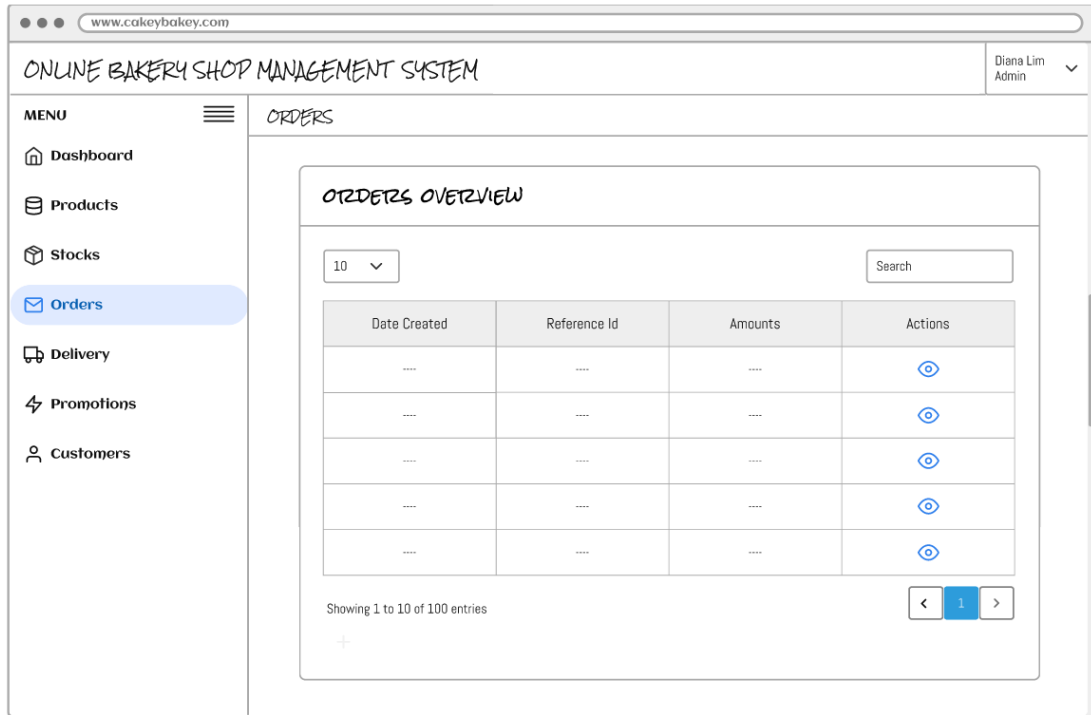 www.cakeybakey.com
ONLINE BAKERY SHOP MANAGEMENT SYSTEM
Diana Lim
Admin
MENU
ORDERS
Dashboard
Products
Stocks
Orders
Delivery
Promotions
Customers
ORDERS OVERVIEW
10
Search
Date Created Reference Id Amounts Actions
---- ---- ----
---- ---- ----
---- ---- ----
---- ---- ----
---- ---- ----
Showing 1 to 10 of 100 entries
< 1 >